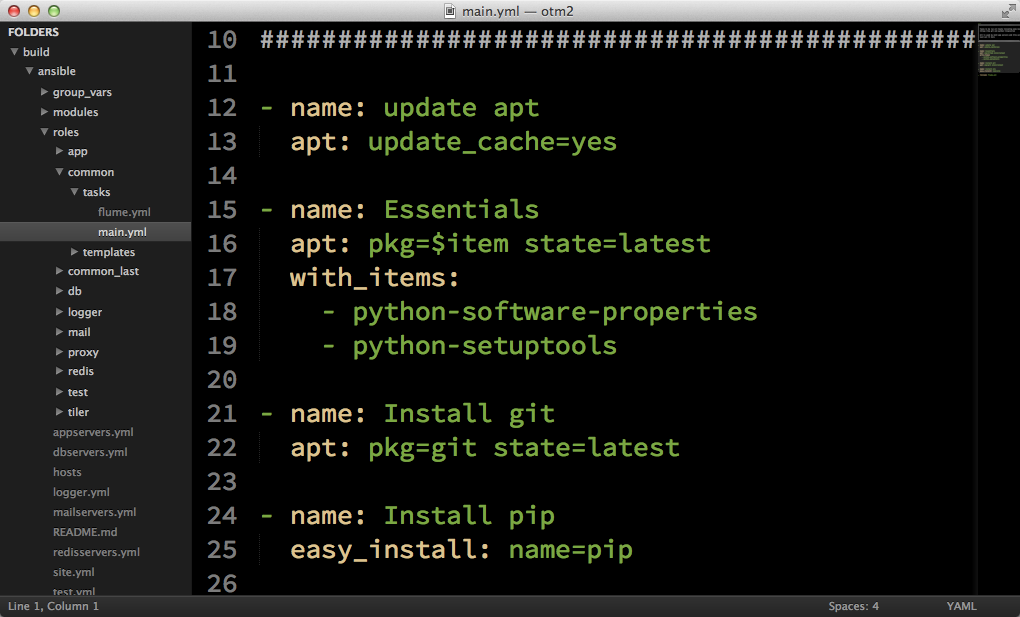 main.yml — otm2
FOLDERS
build
ansible
group_vars
modules
roles
app
common
tasks
flume.yml
main.yml
templates
common_last
db
logger
mail
proxy
redis
test
tiler
appservers.yml
dbservers.yml
hosts
logger.yml
mailservers.yml
README.md
redisservers.yml
site.yml
test.yml
10 ##############################################
11
12 - name: update apt
13 apt: update_cache=yes
14
15 - name: Essentials
16 apt: pkg=$item state=latest
17 with_items:
18 - python-software-properties
19 - python-setuptools
20
21 - name: Install git
22 apt: pkg=git state=latest
23
24 - name: Install pip
25 easy_install: name=pip
26
Line 1, Column 1
Spaces: 4
YAML